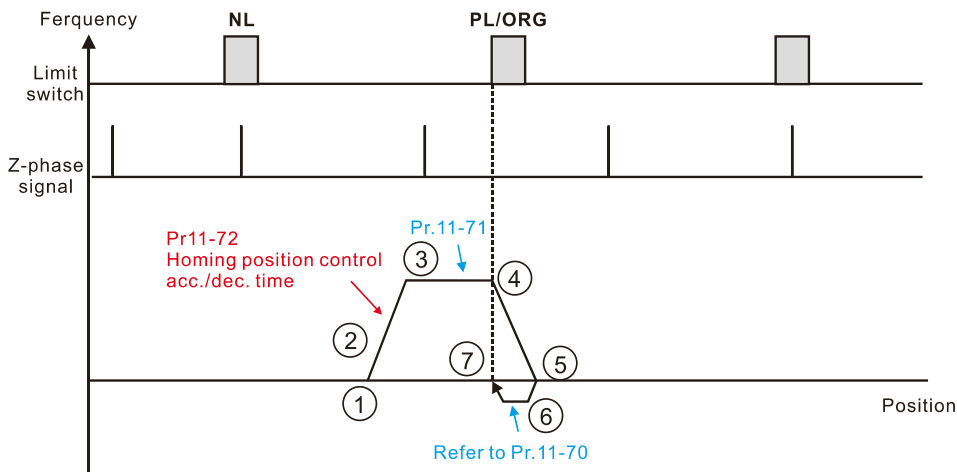 Ferquency
NL
PL/ORG
Limit
switch
Z-phase
signal
Pr.11-71
Pr11-72
Homing position control
acc./dec. time
3
4
2
7
5
1
6
Position
Refer to Pr.11-70